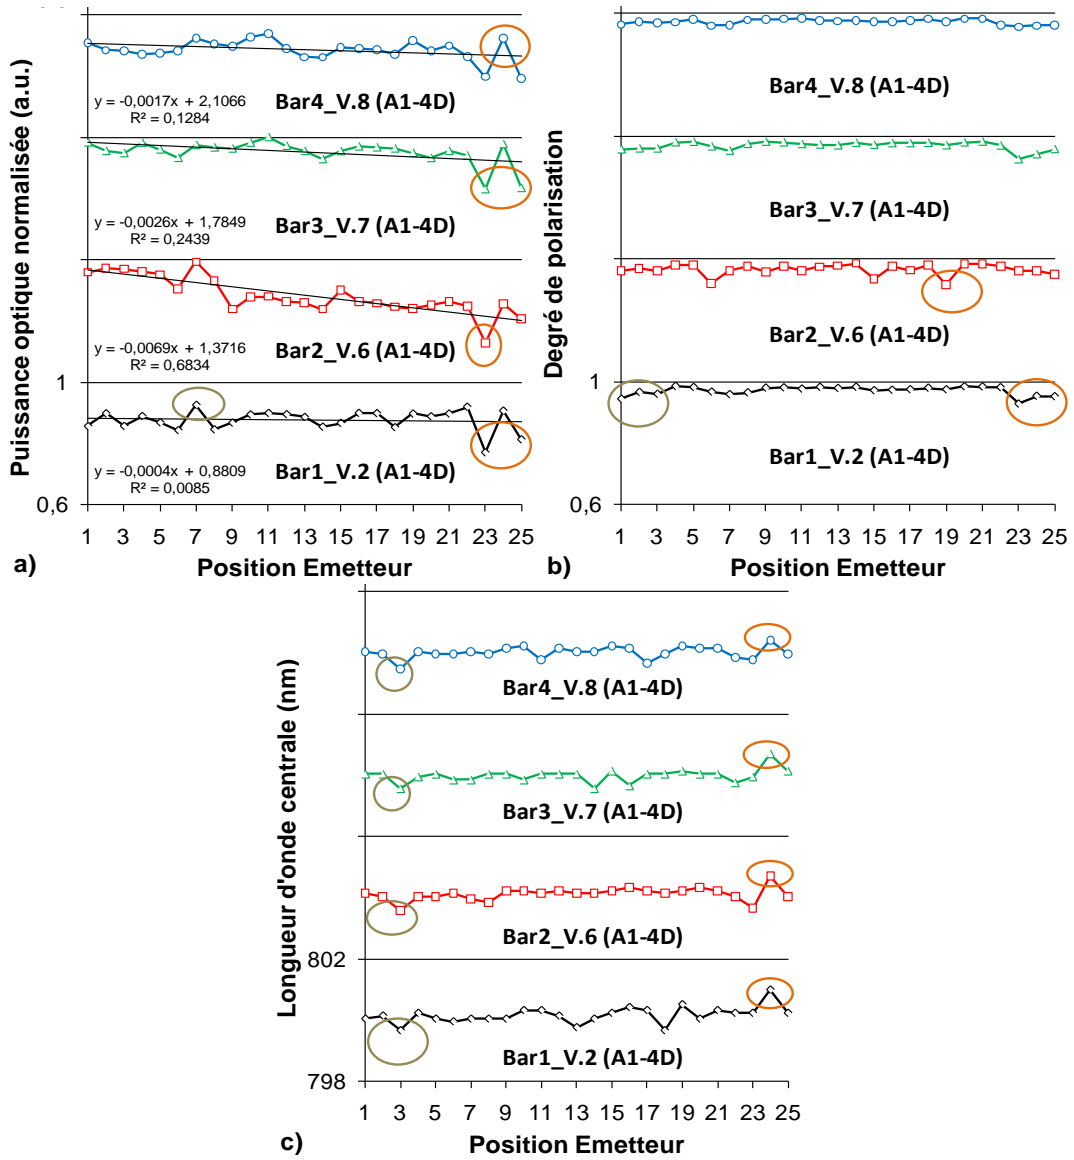 Puissance optique normalisée (a.u.)
y = -0,0017x + 2,1066
R² = 0,1284
Bar4_V.8 (A1-4D)
y = -0,0026x + 1,7849
R² = 0,2439
Bar3_V.7 (A1-4D)
y = -0,0069x + 1,3716
R² = 0,6834
Bar2_V.6 (A1-4D)
1
y = -0,0004x + 0,8809
R² = 0,0085
Bar1_V.2 (A1-4D)
0,6
1 3 5 7 9 11 13 15 17 19 21 23 25
a)
Position Emetteur
Degré de polarisation
Bar4_V.8 (A1-4D)
Bar3_V.7 (A1-4D)
Bar2_V.6 (A1-4D)
1
Bar1_V.2 (A1-4D)
0,6
1 3 5 7 9 11 13 15 17 19 21 23 25
b)
Position Emetteur
Longueur d'onde centrale (nm)
Bar4_V.8 (A1-4D)
Bar3_V.7 (A1-4D)
Bar2_V.6 (A1-4D)
802
Bar1_V.2 (A1-4D)
798
1 3 5 7 9 11 13 15 17 19 21 23 25
c)
Position Emetteur